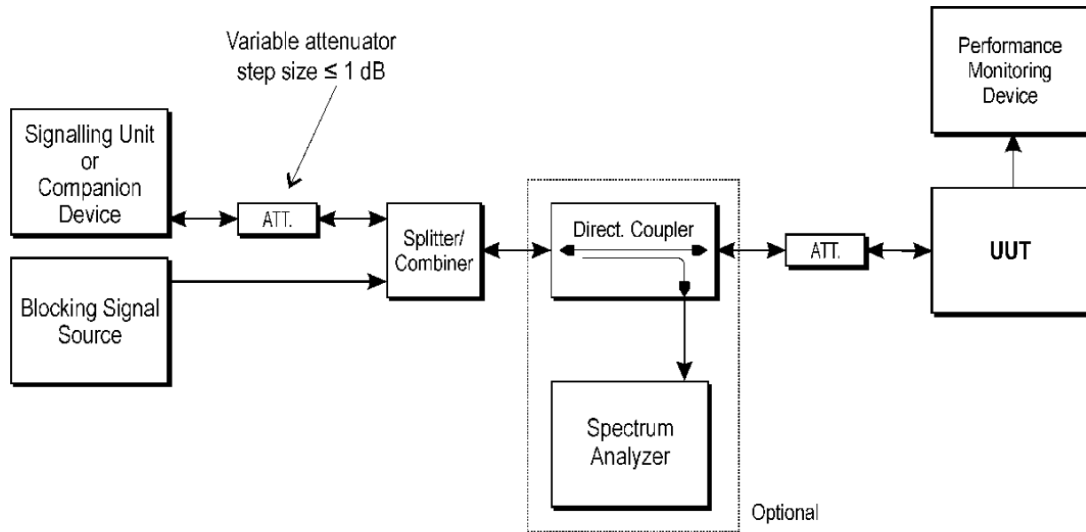 Variable attenuator
step size ≤ 1 dB
Performance
Monitoring
Device
Signalling Unit
or
Companion
Device
ATT.
Splitter/
Combiner
Direct. Coupler
ATT.
UUT
Blocking Signal
Source
Spectrum
Analyzer
Optional